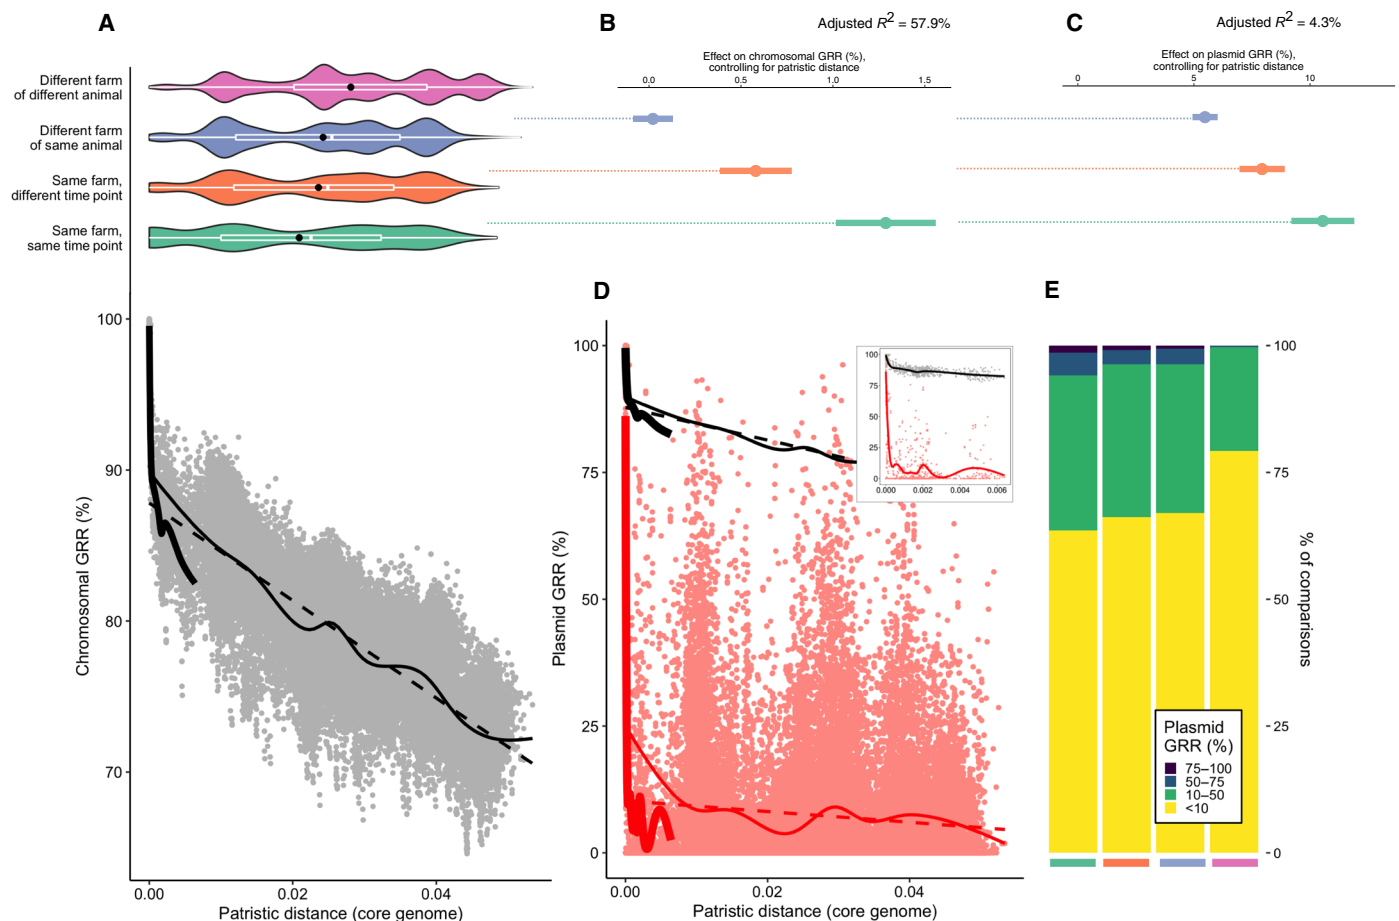 A
B
Adjusted R² = 57.9%
C
Adjusted R² = 4.3%
Different farm
of different animal
Different farm
of same animal
Same farm,
different time point
Same farm,
same time point
Effect on chromosomal GRR (%),
controlling for patristic distance
0.0 0.5 1.0 1.5
Effect on plasmid GRR (%),
controlling for patristic distance
0 5 10
Chromosomal GRR (%)
100
90
80
70
0.00 0.02 0.04
Patristic distance (core genome)
D
Plasmid GRR (%)
100
75
50
25
0
0.00 0.02 0.04
Patristic distance (core genome)
100
75
50
25
0
0.000 0.002 0.004 0.006
E
100
75
50
25
0
% of comparisons
Plasmid
GRR (%)
75–100
50–75
10–50
<10